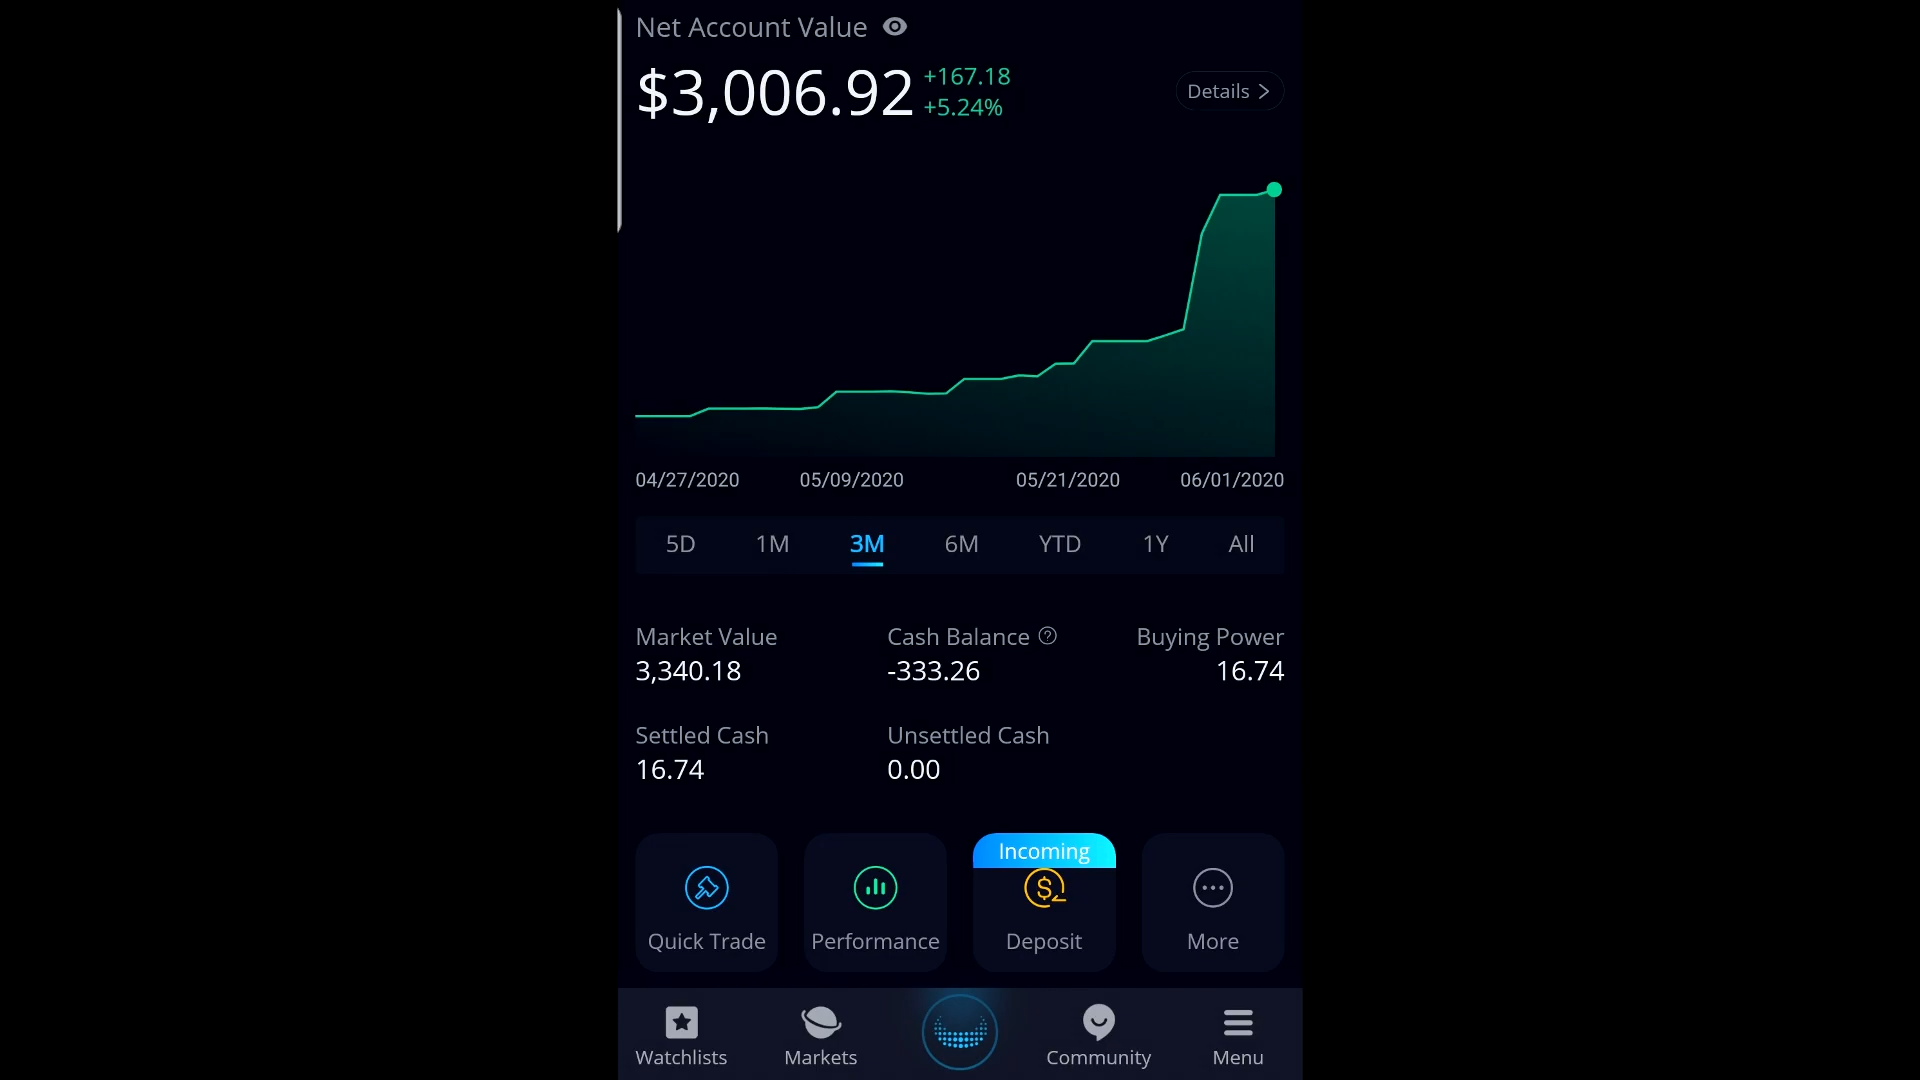 Net Account Value
$3,006.92
+167.18
+5.24%
Details
04/27/2020 05/09/2020 05/21/2020 06/01/2020
5D 1M 3M 6M YTD 1Y All
Market Value Cash Balance ? Buying Power
3,340.18 -333.26 16.74
Settled Cash Unsettled Cash
16.74 0.00
Incoming
Quick Trade Performance Deposit More
Watchlists Markets Community Menu